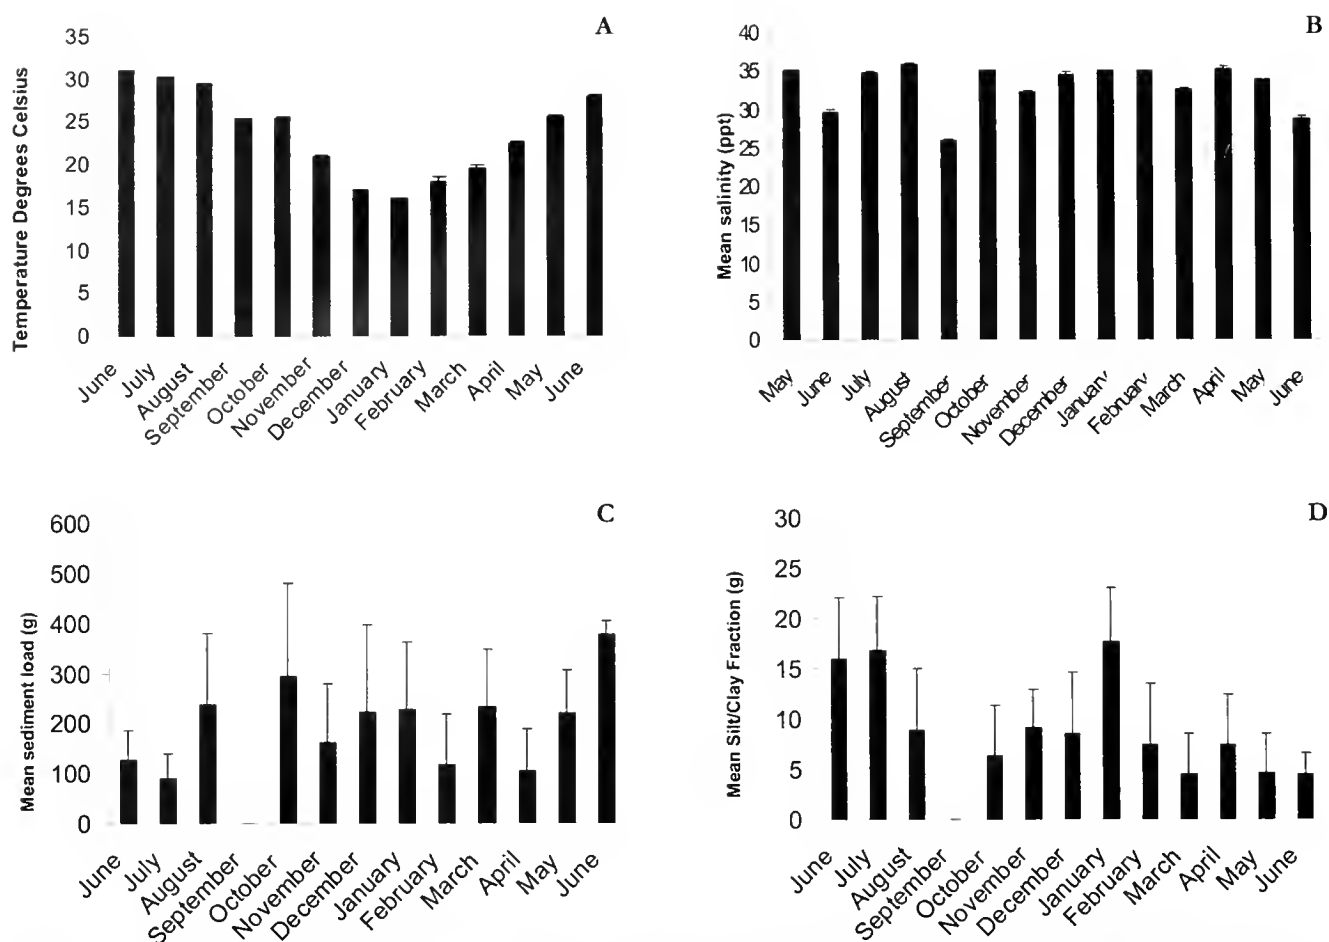 A
Temperature Degrees Celsius
35
30
25
20
15
10
5
0
June
July
August
September
October
November
December
January
February
March
April
May
June
B
Mean salinity (ppt)
40
35
30
25
20
15
10
5
0
May
June
July
August
September
October
November
December
January
February
March
April
May
June
C
Mean sediment load (g)
600
500
400
300
200
100
0
June
July
August
September
October
November
December
January
February
March
April
May
June
D
Mean Silt/Clay Fraction (g)
30
25
20
15
10
5
0
June
July
August
September
October
November
December
January
February
March
April
May
June